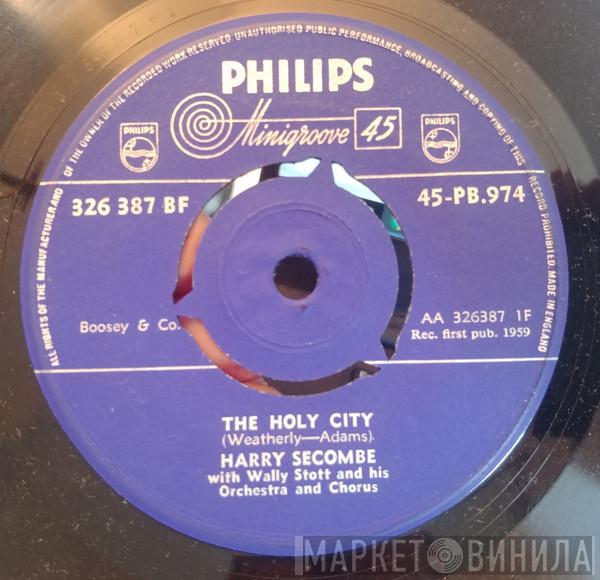 ALL RIGHTS OF THE MANUFACTURER AND OF THE OWNER OF THE RECORDED WORK RESERVED. UNAUTHORISED PUBLIC PERFORMANCE, BROADCASTING AND COPYING OF THIS RECORD PROHIBITED. MADE IN ENGLAND
PHILIPS
Minigroove 45
PHILIPS
PHILIPS
326 387 BF
45-PB.974
Boosey & Co.
AA 326387 1F
Rec. first pub. 1959
THE HOLY CITY
(Weatherly—Adams)
HARRY SECOMBE
with Wally Stott and his
Orchestra and Chorus
МАРКЕТ ВИНИЛА